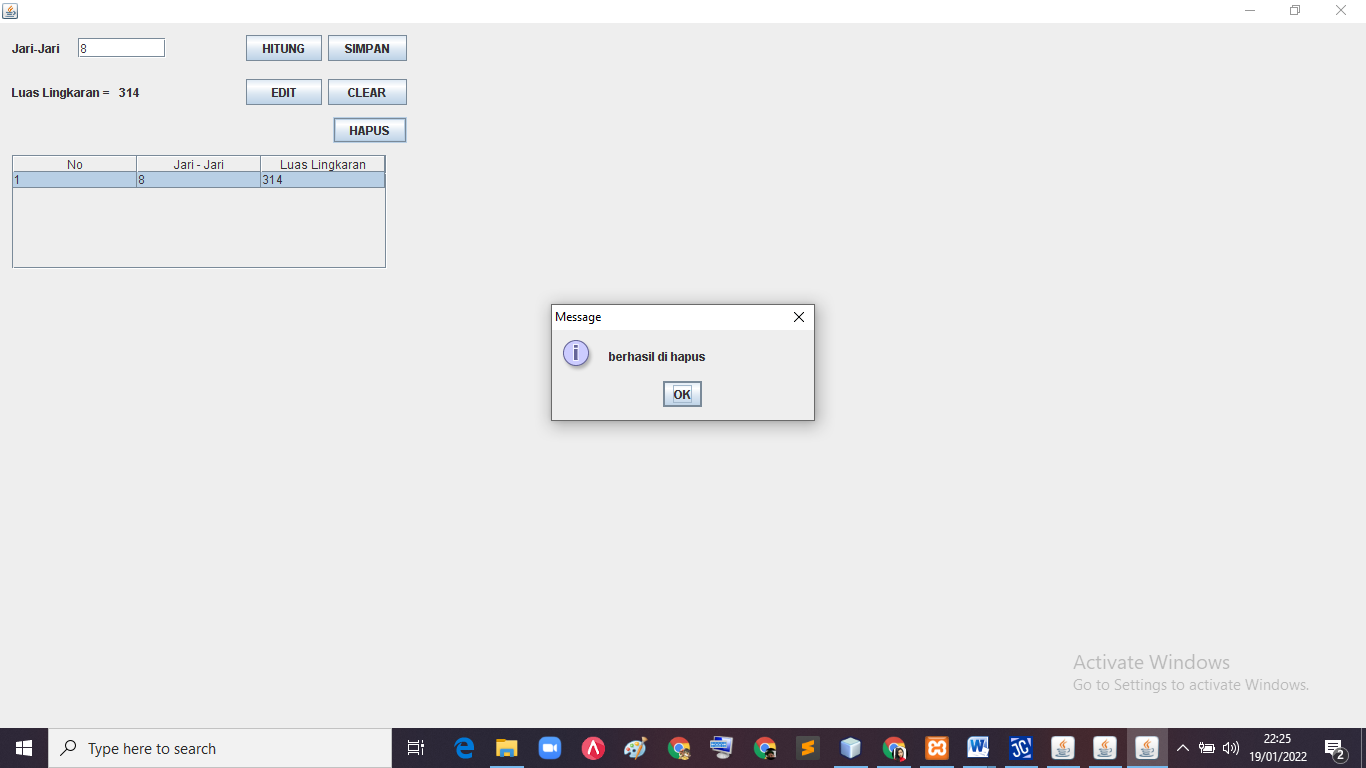 Jari-Jari 8 HITUNG SIMPAN
Luas Lingkaran = 314 EDIT CLEAR
HAPUS
No Jari - Jari Luas Lingkaran
1 8 314
Message
i berhasil di hapus
OK
Activate Windows
Go to Settings to activate Windows.
Type here to search
22:25
19/01/2022
2